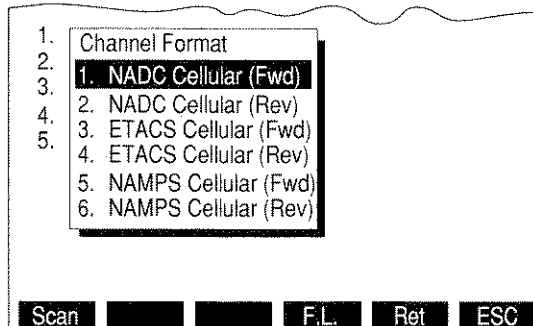 1.
2.
3.
4.
5.
Channel Format
1. NADC Cellular (Fwd)
2. NADC Cellular (Rev)
3. ETACS Cellular (Fwd)
4. ETACS Cellular (Rev)
5. NAMPS Cellular (Fwd)
6. NAMPS Cellular (Rev)
Scan F.L. Ret ESC